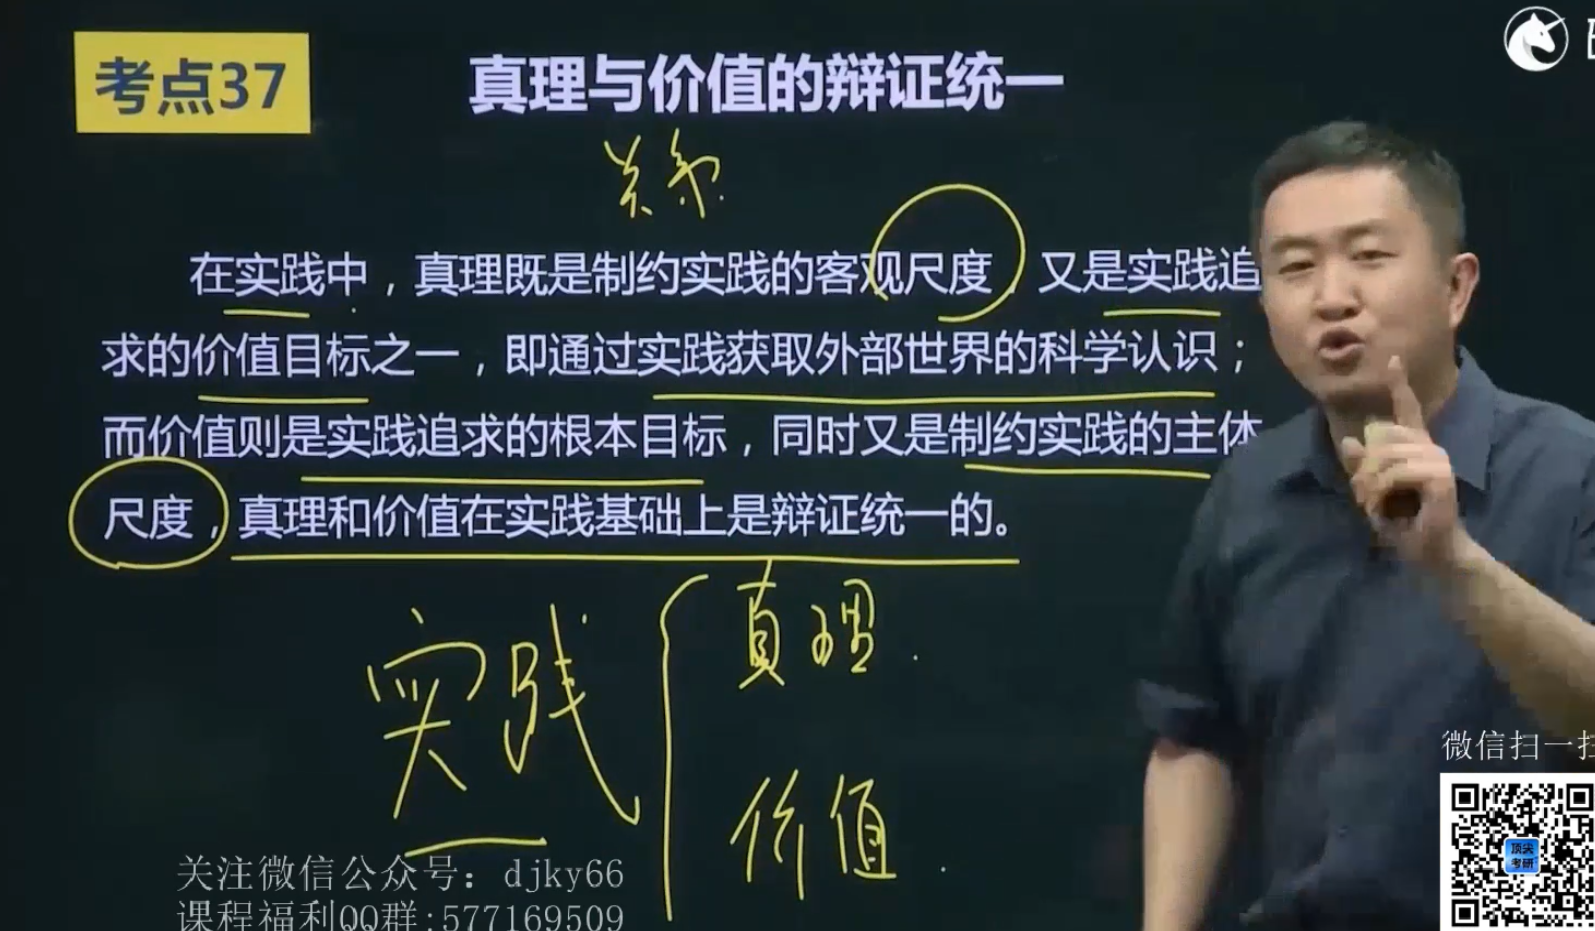 考点37
真理与价值的辩证统一
关系
在实践中，真理既是制约实践的客观尺度，又是实践追
求的价值目标之一，即通过实践获取外部世界的科学认识；
而价值则是实践追求的根本目标，同时又是制约实践的主体
尺度，真理和价值在实践基础上是辩证统一的。
实践
真理
价值
微信扫一扫
顶尖
考研
关注微信公众号：djky66
课程福利QQ群:577169509